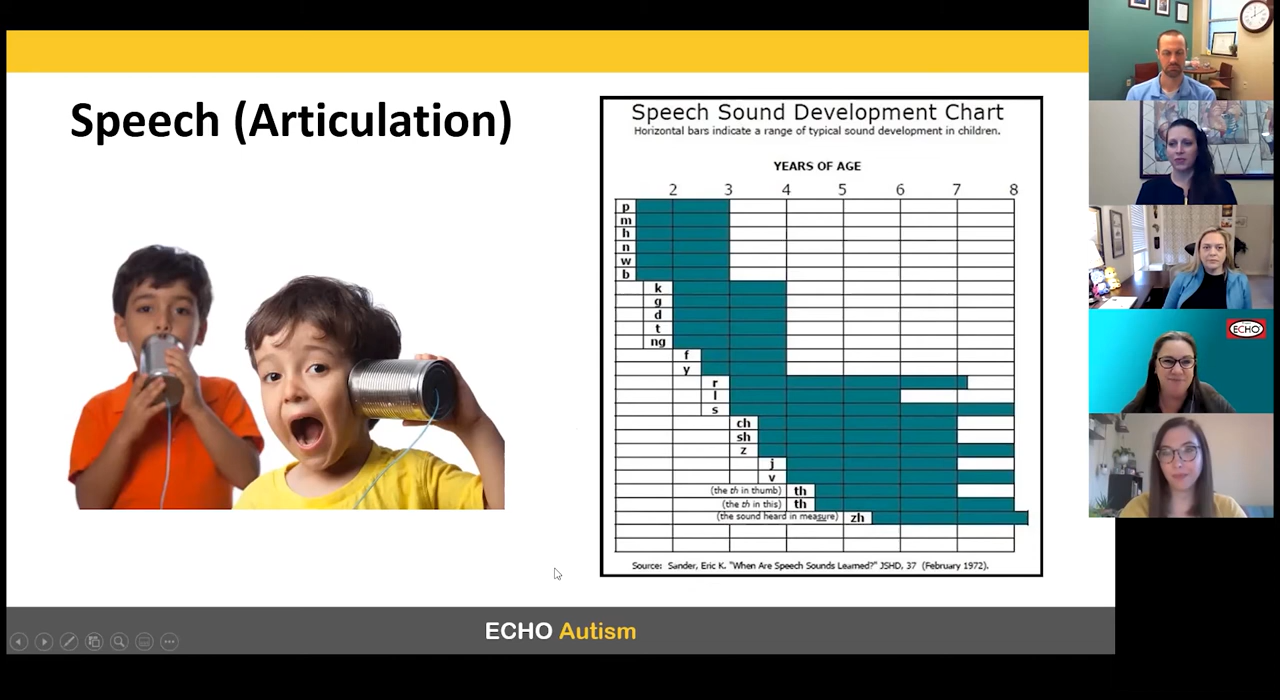 Speech (Articulation)
Speech Sound Development Chart
Horizontal bars indicate a range of typical sound development in children.
YEARS OF AGE
2 3 4 5 6 7 8
p
m
h
n
w
b
k
g
d
t
ng
f
y
r
l
s
ch
sh
z
j
v
(the th in thumb) th
(the th in this) th
(the sound heard in measure) zh
Source: Sander, Eric K. "When Are Speech Sounds Learned?" JSHD, 37 (February 1972).
ECHO Autism
ECHO